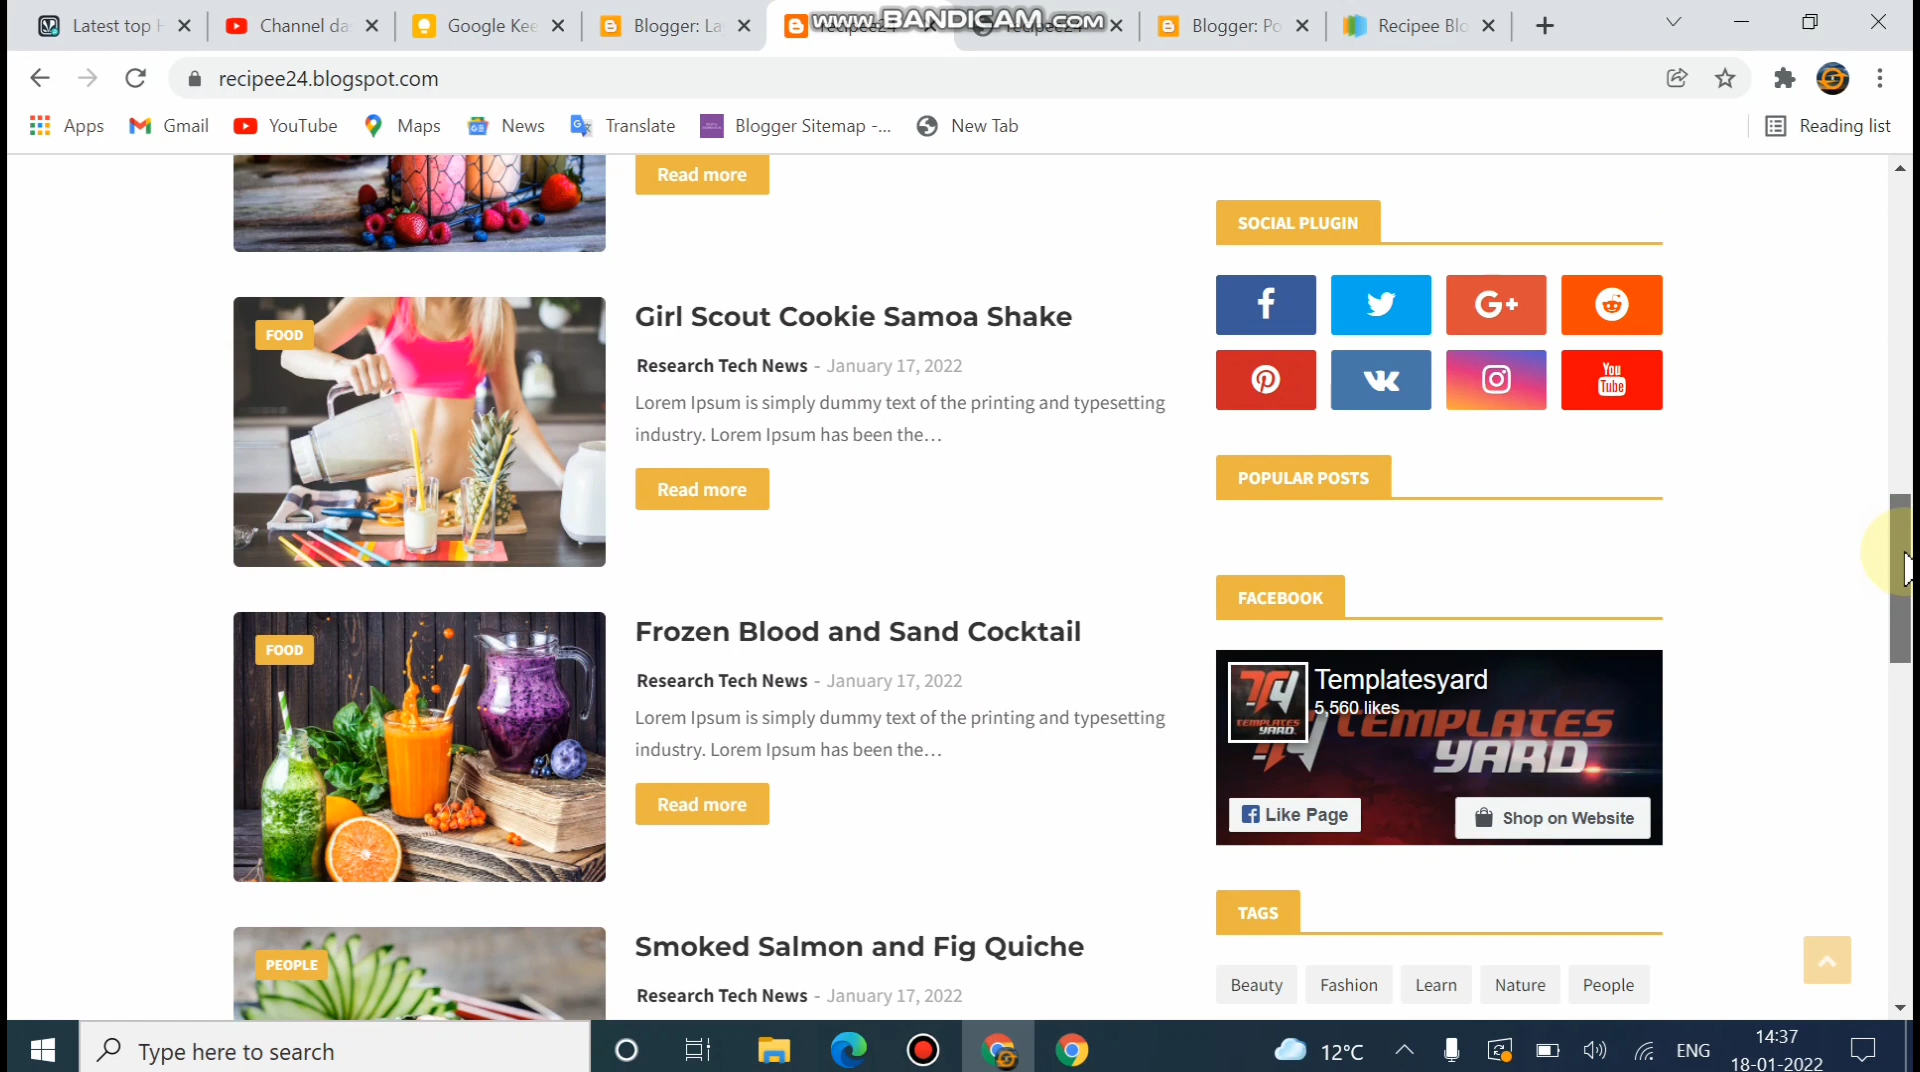 Latest top H
Channel da
Google Kee
Blogger: La
recipee24
recipee24
Blogger: Po
Recipee Blo
www.BANDICAM.com
recipee24.blogspot.com
Apps
Gmail
YouTube
Maps
News
Translate
Blogger Sitemap -...
New Tab
Reading list
Read more
FOOD
Girl Scout Cookie Samoa Shake
Research Tech News - January 17, 2022
Lorem Ipsum is simply dummy text of the printing and typesetting
industry. Lorem Ipsum has been the…
Read more
FOOD
Frozen Blood and Sand Cocktail
Research Tech News - January 17, 2022
Lorem Ipsum is simply dummy text of the printing and typesetting
industry. Lorem Ipsum has been the…
Read more
PEOPLE
Smoked Salmon and Fig Quiche
Research Tech News - January 17, 2022
SOCIAL PLUGIN
G+
You
Tube
POPULAR POSTS
FACEBOOK
Templatesyard
5,560 likes
TEMPLATES
YARD
TEMPLATES
YARD
Like Page
Shop on Website
TAGS
Beauty
Fashion
Learn
Nature
People
Type here to search
12°C
ENG
14:37
18-01-2022